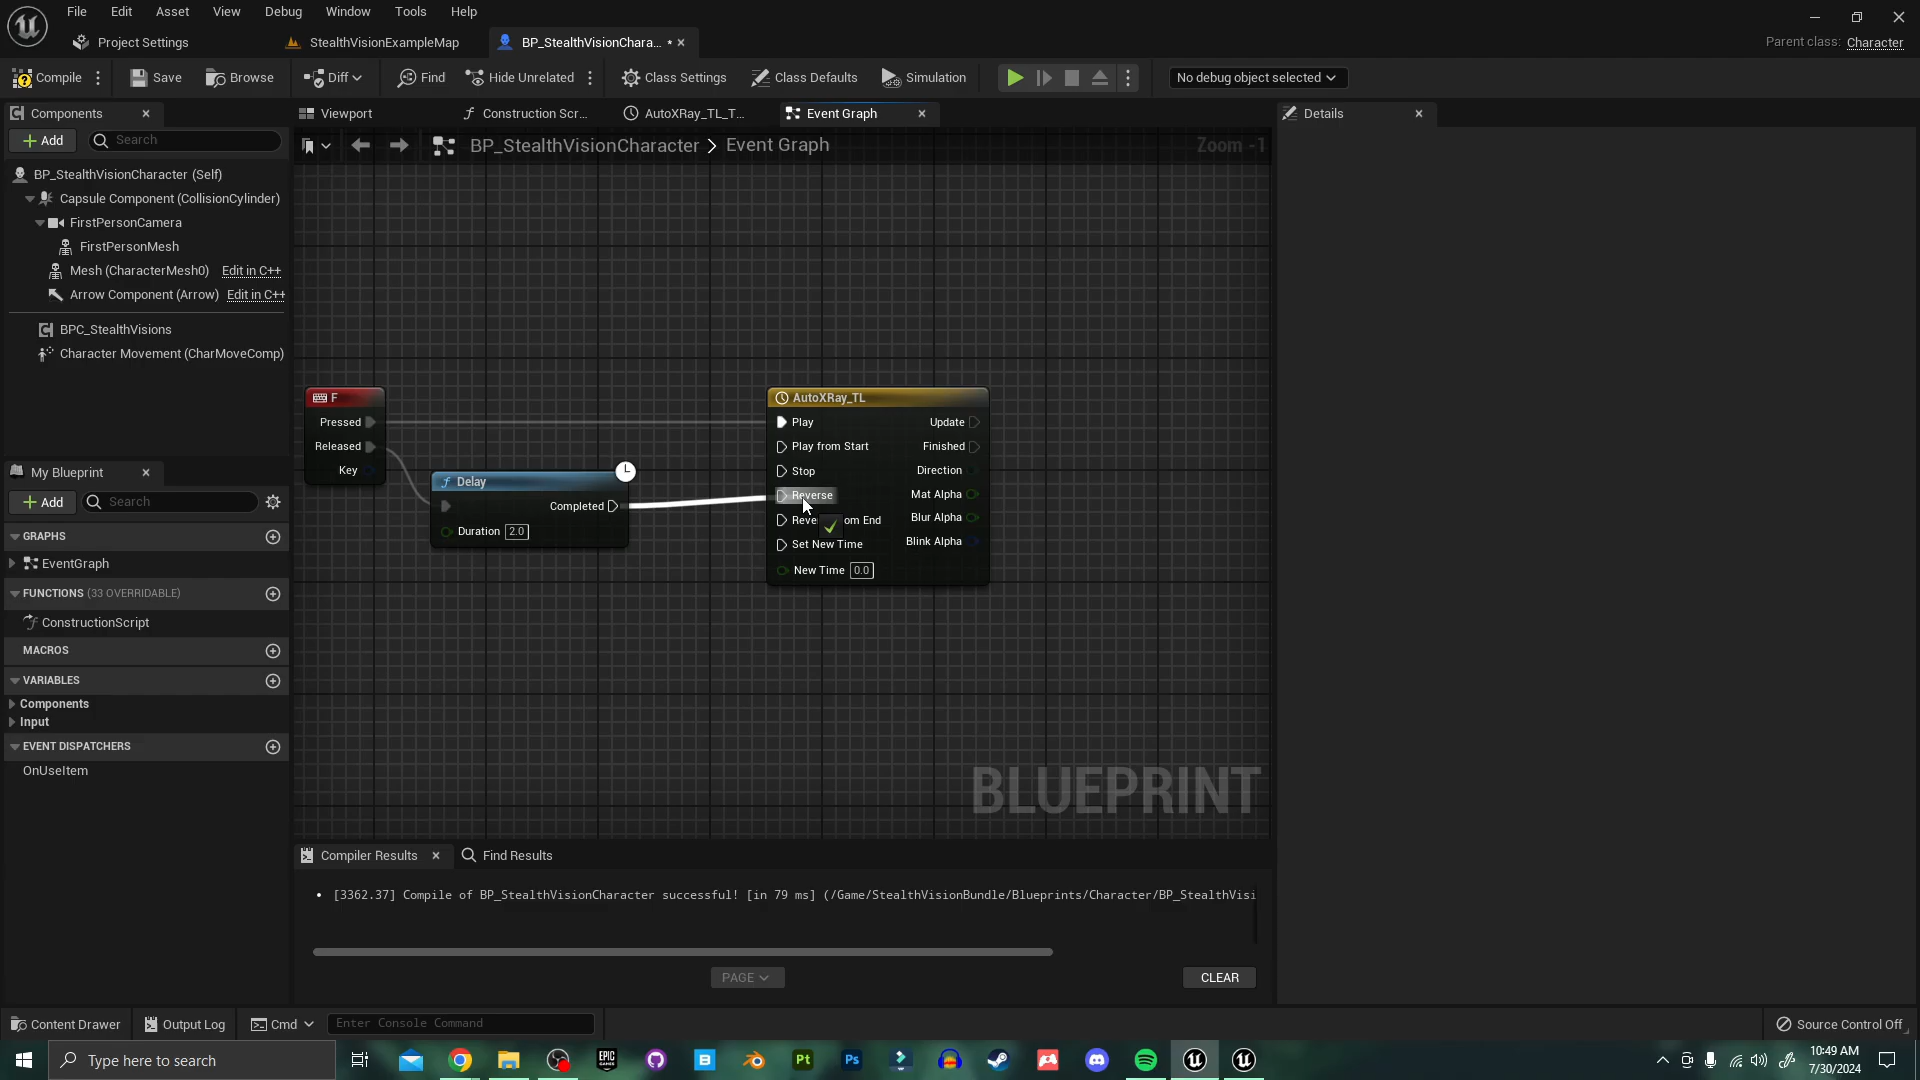 File Edit Asset View Debug Window Tools Help
Project Settings StealthVisionExampleMap BP_StealthVisionChara... * Parent class: Character
Compile Save Browse Diff Find Hide Unrelated Class Settings Class Defaults Simulation No debug object selected
Components Viewport Construction Scr... AutoXRay_TL_T... Event Graph Details
Add Search
BP_StealthVisionCharacter > Event Graph Zoom -1
BP_StealthVisionCharacter (Self)
Capsule Component (CollisionCylinder)
FirstPersonCamera
FirstPersonMesh
Mesh (CharacterMesh0) Edit in C++
Arrow Component (Arrow) Edit in C++
BPC_StealthVisions
Character Movement (CharMoveComp)
My Blueprint
Add Search
GRAPHS
EventGraph
FUNCTIONS (33 OVERRIDABLE)
ConstructionScript
MACROS
VARIABLES
Components
Input
EVENT DISPATCHERS
OnUseItem
F
Pressed
Released
Key
Delay
Completed
Duration 2.0
AutoXRay_TL
Play Update
Play from Start Finished
Stop Direction
Reverse Mat Alpha
Reve om End Blur Alpha
Set New Time Blink Alpha
New Time 0.0
BLUEPRINT
Compiler Results Find Results
[3362.37] Compile of BP_StealthVisionCharacter successful! [in 79 ms] (/Game/StealthVisionBundle/Blueprints/Character/BP_StealthVisi
PAGE CLEAR
Content Drawer Output Log Cmd Enter Console Command Source Control Off
Type here to search
EPIC GAMES
Pt
Ps
10:49 AM
7/30/2024